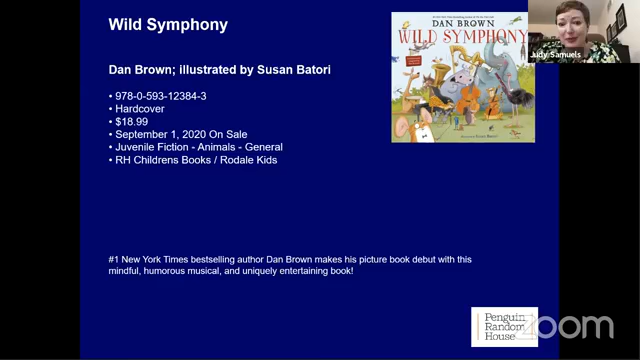 Wild Symphony
Dan Brown; illustrated by Susan Batori
• 978-0-593-12384-3
• Hardcover
• $18.99
• September 1, 2020 On Sale
• Juvenile Fiction - Animals - General
• RH Childrens Books / Rodale Kids
DAN BROWN
WILD SYMPHONY
Judy Samuels
#1 New York Times bestselling author Dan Brown makes his picture book debut with this
mindful, humorous musical, and uniquely entertaining book!
Penguin
Random
House
zoom